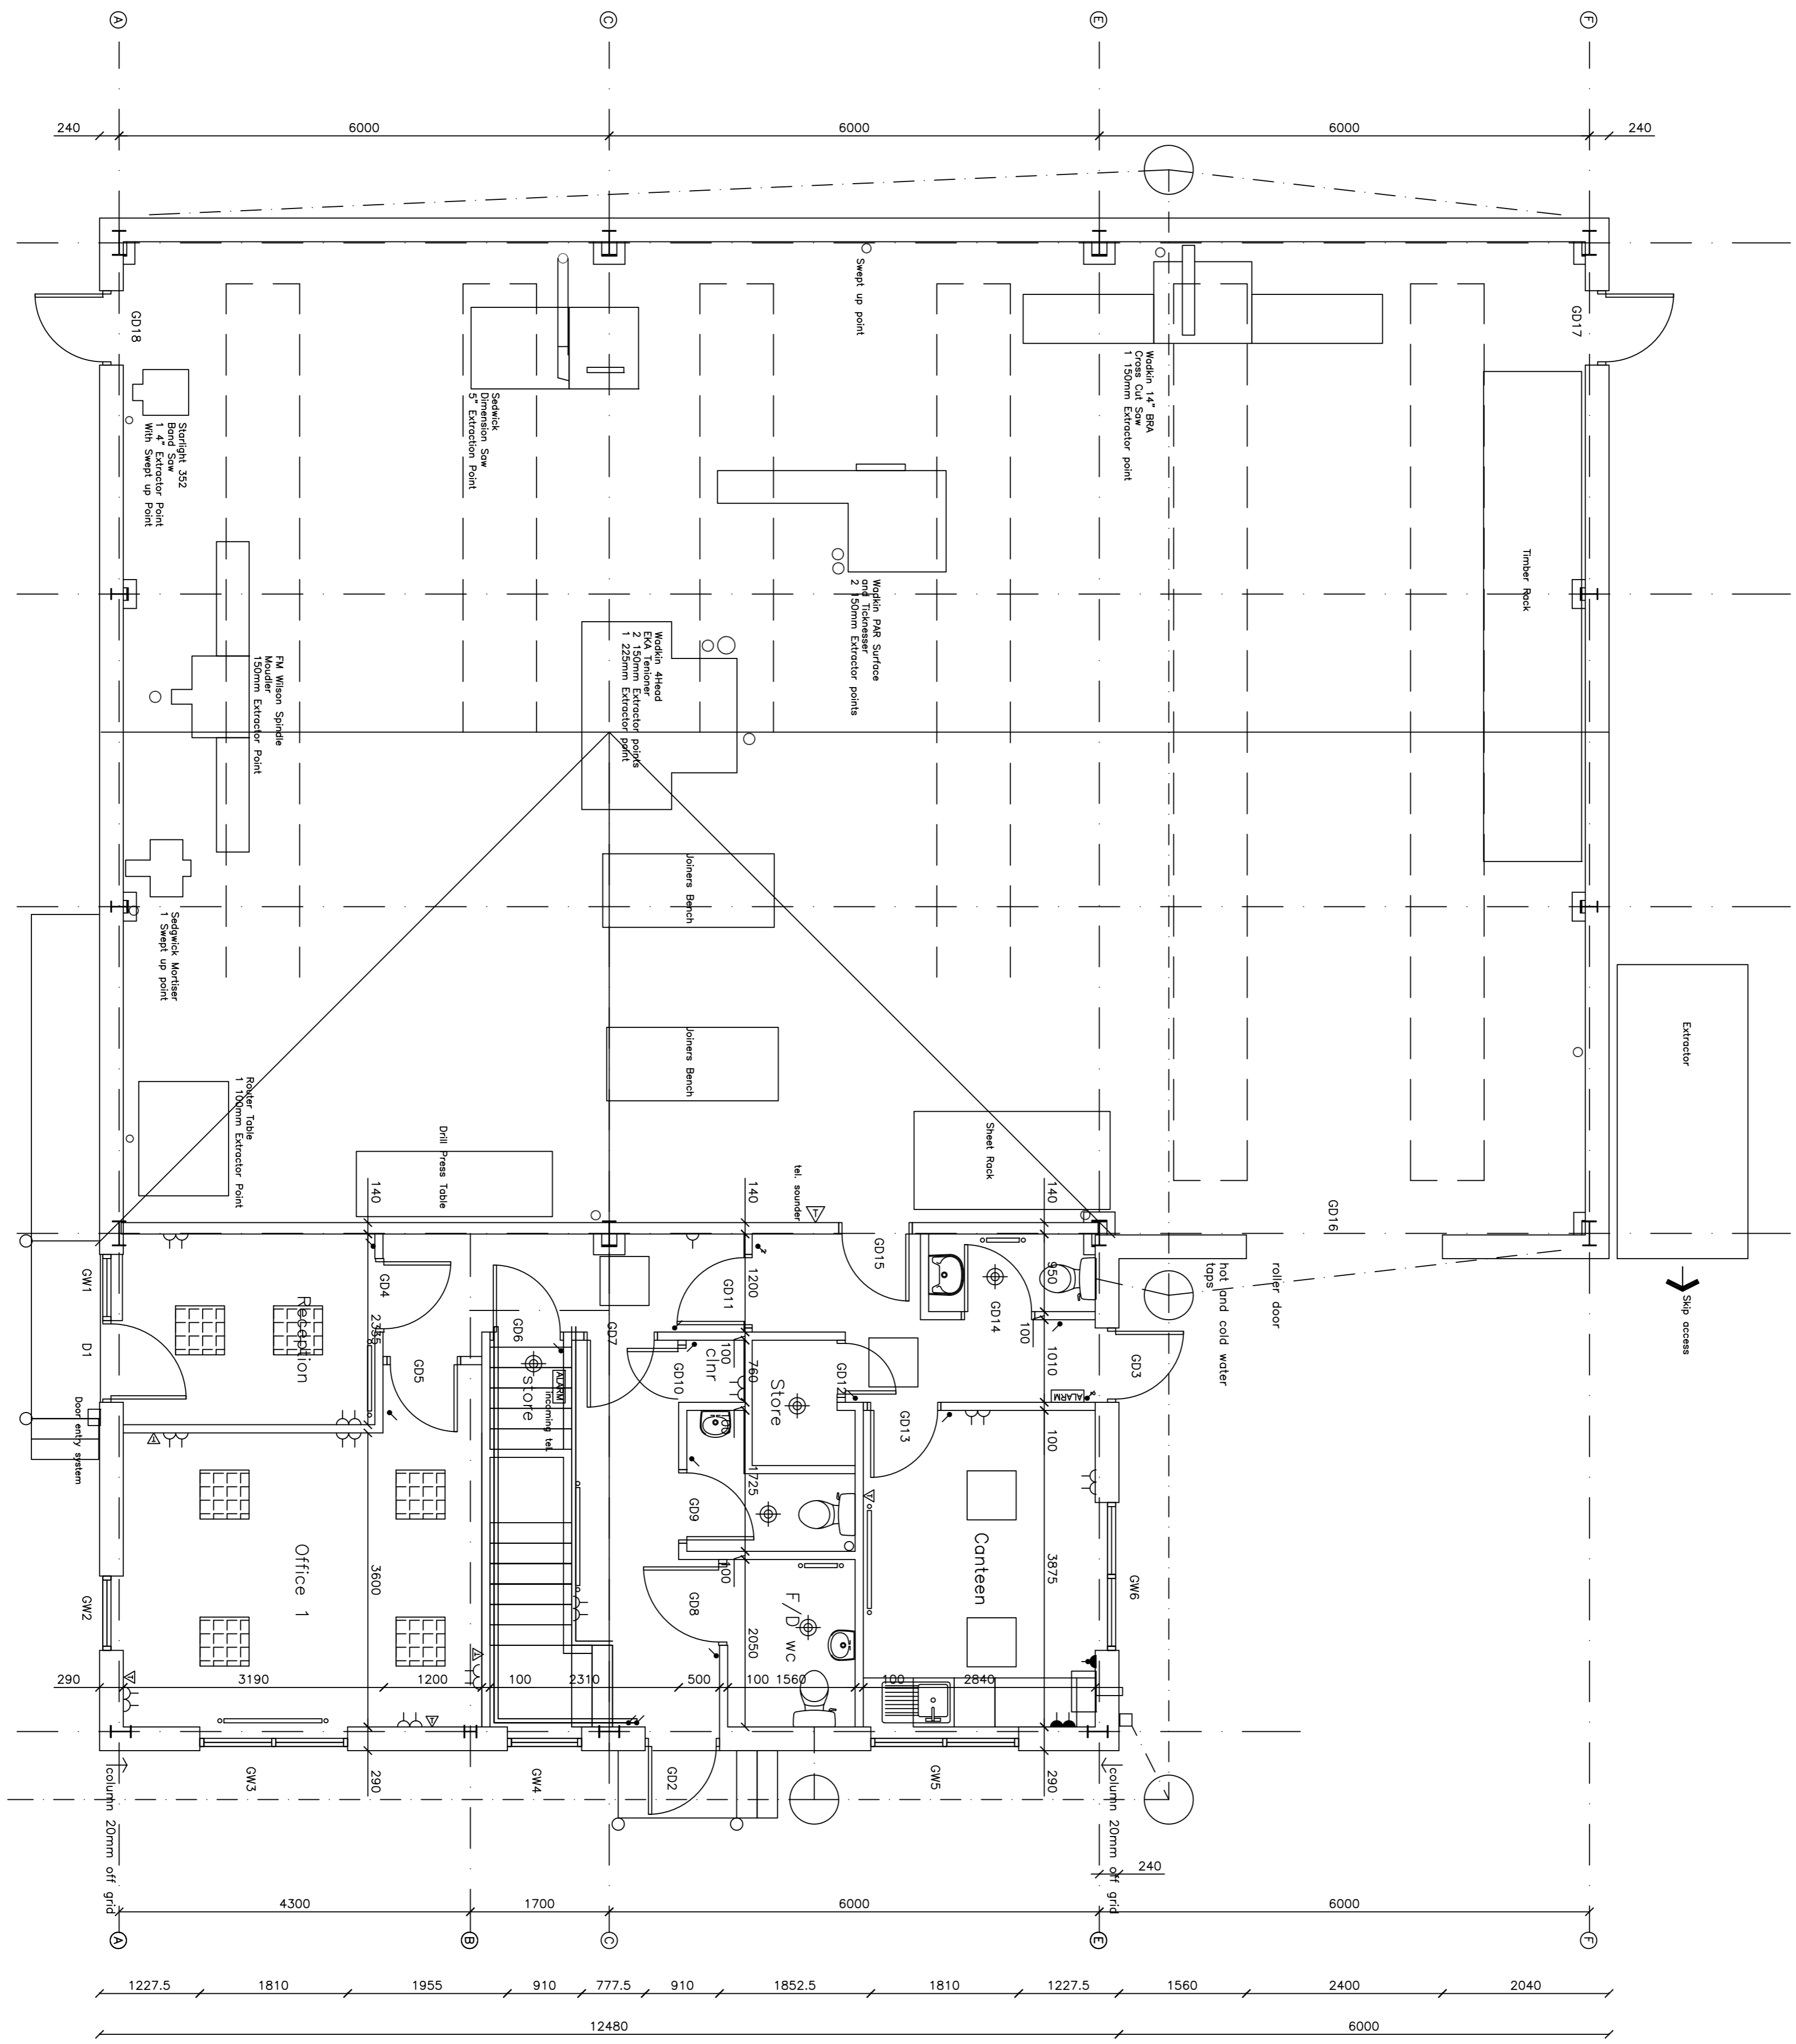 A
C
E
F
240
6000
6000
6000
240
GD18
GD17
Swept up point
Wadkin 14" BRA
Cross Cut Saw
1 150mm Extractor point
Starlight 352
Band Saw
1 4" Extractor Point
With Swept up Point
Sedwick
Dimension Saw
5" Extraction Point
Timber Rack
Wadkin PAR Surface
and Ticknesser
2 150mm Extractor points
Wadkin 4Head
EKA Tenioner
2 150mm Extractor points
1 225mm Extractor point
FM Wilson Spindle
Moudler
150mm Extractor Point
Joiners Bench
Sedgwick Mortiser
1 Swept up point
Joiners Bench
Extractor
Router Table
1 100mm Extractor Point
Drill Press Table
Sheet Rack
tel. sounder
T
140
140
140
GD16
GD15
roller door
hot and cold water
taps
Skip access
GW1
GD4
GD11
1200
950
GD14
Reception
2335
GD6
GD7
100
D1
GD5
store
ALARM
incoming tel.
GD10
clnr
100
760
Store
GD12
1010
GD3
ALARM
Door entry system
GD13
100
100
1725
GD9
Canteen
3875
GW6
Office 1
3600
GW2
100
GD8
F/D wc
2050
290
3190
1200
100
2310
500
100
1560
100
2840
GW3
290
GW4
GD2
GW5
290
column 20mm off grid
column 20mm off grid
240
4300
1700
6000
6000
A
B
C
E
F
1227.5
1810
1955
910
777.5
910
1852.5
1810
1227.5
1560
2400
2040
12480
6000